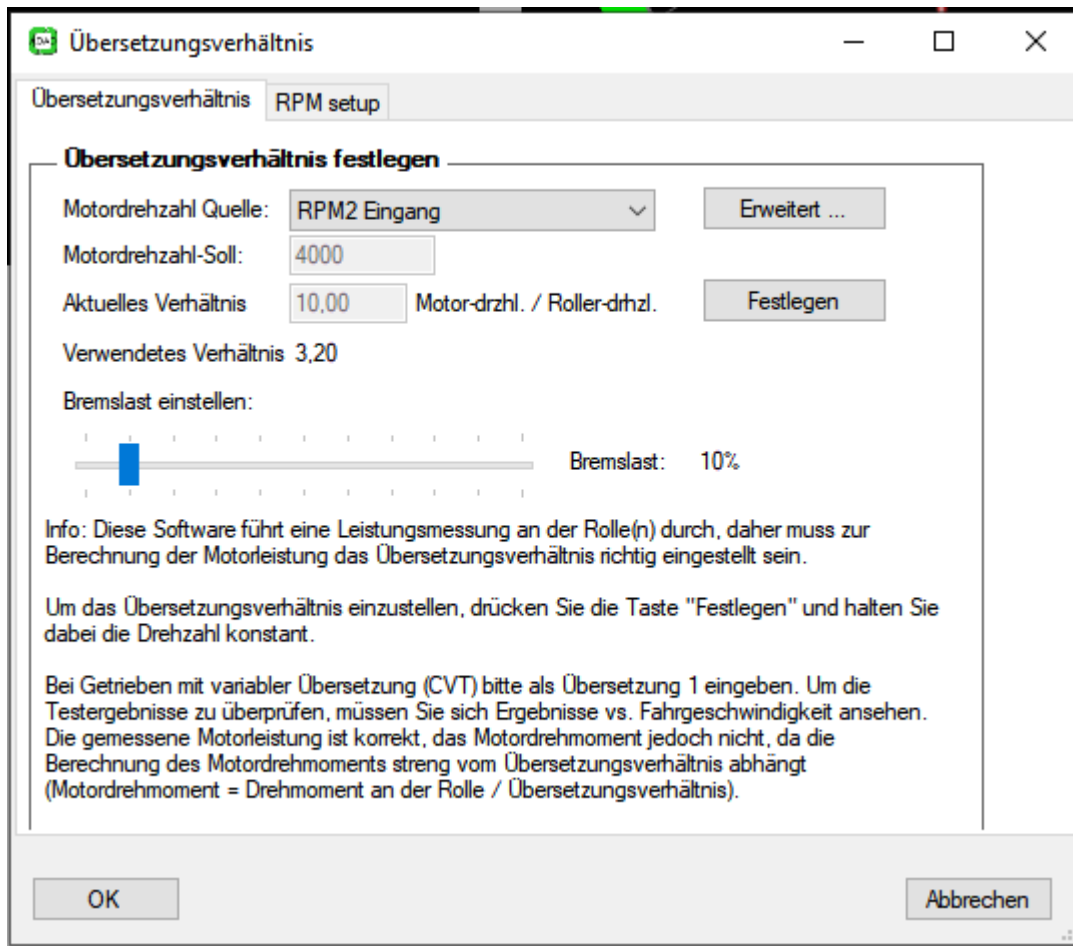 Übersetzungsverhältnis
Übersetzungsverhältnis RPM setup
Übersetzungsverhältnis festlegen
Motordrehzahl Quelle: RPM2 Eingang Erweitert ...
Motordrehzahl-Soll: 4000
Aktuelles Verhältnis 10,00 Motor-drzhl. / Roller-drhzl. Festlegen
Verwendetes Verhältnis 3,20
Bremslast einstellen:
Bremslast: 10%
Info: Diese Software führt eine Leistungsmessung an der Rolle(n) durch, daher muss zur
Berechnung der Motorleistung das Übersetzungsverhältnis richtig eingestellt sein.
Um das Übersetzungsverhältnis einzustellen, drücken Sie die Taste "Festlegen" und halten Sie
dabei die Drehzahl konstant.
Bei Getrieben mit variabler Übersetzung (CVT) bitte als Übersetzung 1 eingeben. Um die
Testergebnisse zu überprüfen, müssen Sie sich Ergebnisse vs. Fahrgeschwindigkeit ansehen.
Die gemessene Motorleistung ist korrekt, das Motordrehmoment jedoch nicht, da die
Berechnung des Motordrehmoments streng vom Übersetzungsverhältnis abhängt
(Motordrehmoment = Drehmoment an der Rolle / Übersetzungsverhältnis).
OK Abbrechen